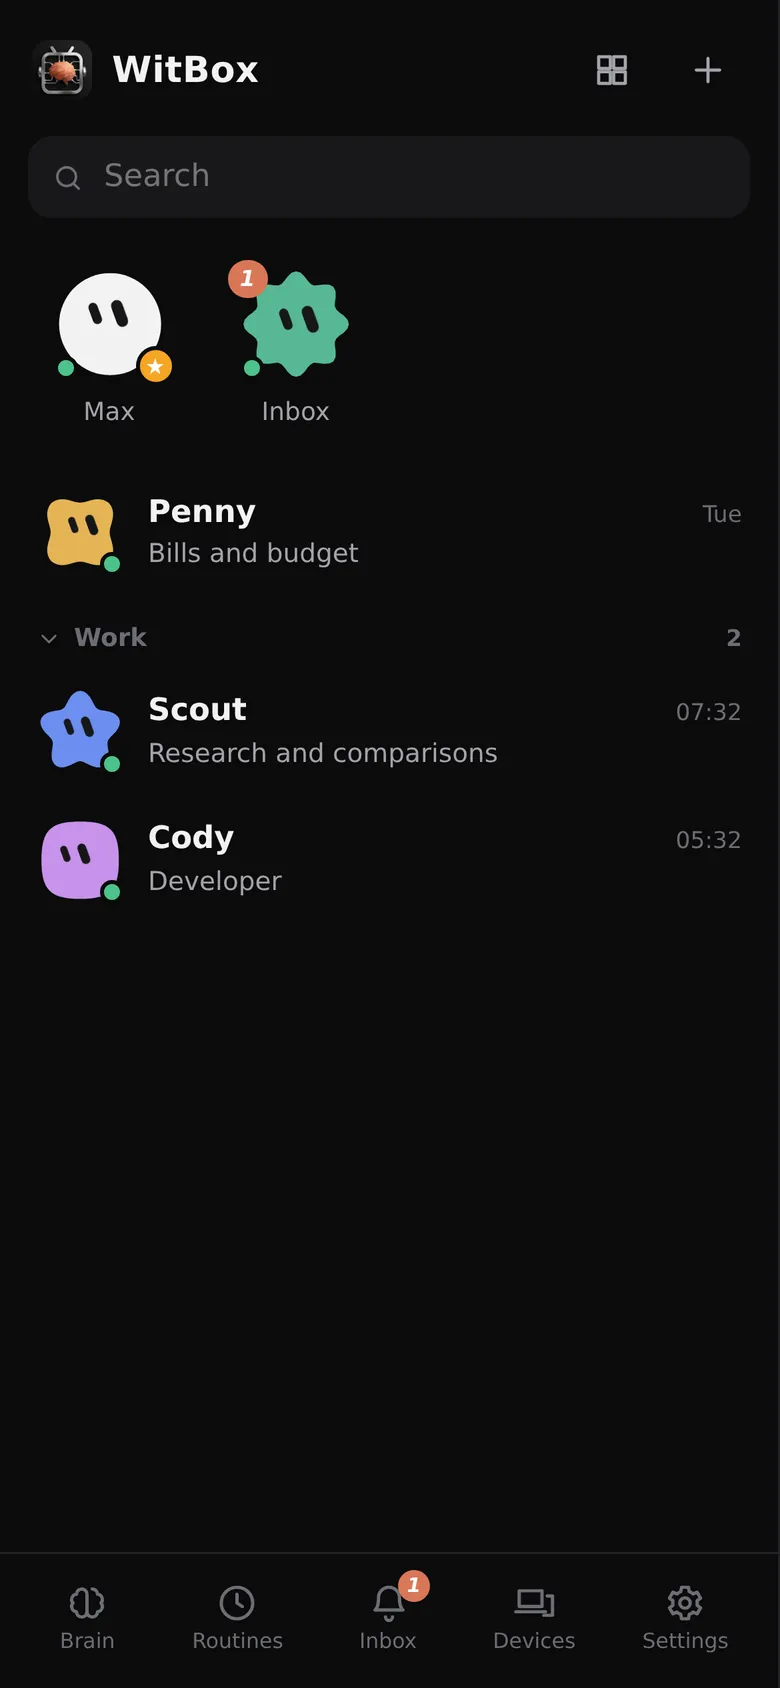 WitBox
Search
1
Max
Inbox
Penny
Tue
Bills and budget
Work
2
Scout
07:32
Research and comparisons
Cody
05:32
Developer
1
Brain
Routines
Inbox
Devices
Settings